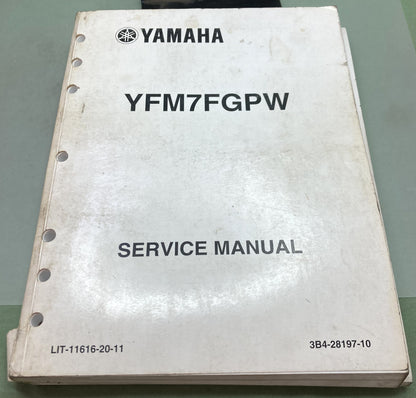 YAMAHA
YFM7FGPW
SERVICE MANUAL
LIT-11616-20-11 3B4-28197-10